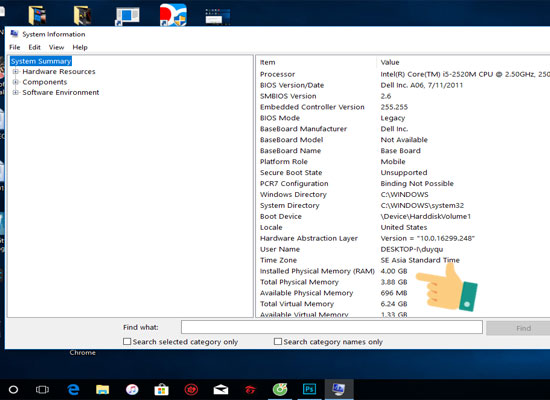 System Information
File Edit View Help
System Summary
Hardware Resources
Components
Software Environment
Item Value
Processor Intel(R) Core(TM) i5-2520M CPU @ 2.50GHz, 250
BIOS Version/Date Dell Inc. A06, 7/11/2011
SMBIOS Version 2.6
Embedded Controller Version 255.255
BIOS Mode Legacy
BaseBoard Manufacturer Dell Inc.
BaseBoard Model Not Available
BaseBoard Name Base Board
Platform Role Mobile
Secure Boot State Unsupported
PCR7 Configuration Binding Not Possible
Windows Directory C:\WINDOWS
System Directory C:\WINDOWS\system32
Boot Device \Device\HarddiskVolume1
Locale United States
Hardware Abstraction Layer Version = "10.0.16299.248"
User Name DESKTOP-I\duyqu
Time Zone SE Asia Standard Time
Installed Physical Memory (RAM) 4.00 GB
Total Physical Memory 3.88 GB
Available Physical Memory 696 MB
Total Virtual Memory 6.24 GB
Available Virtual Memory 1.33 GB
Find what: Find
Search selected category only Search category names only
Chrome
Ps